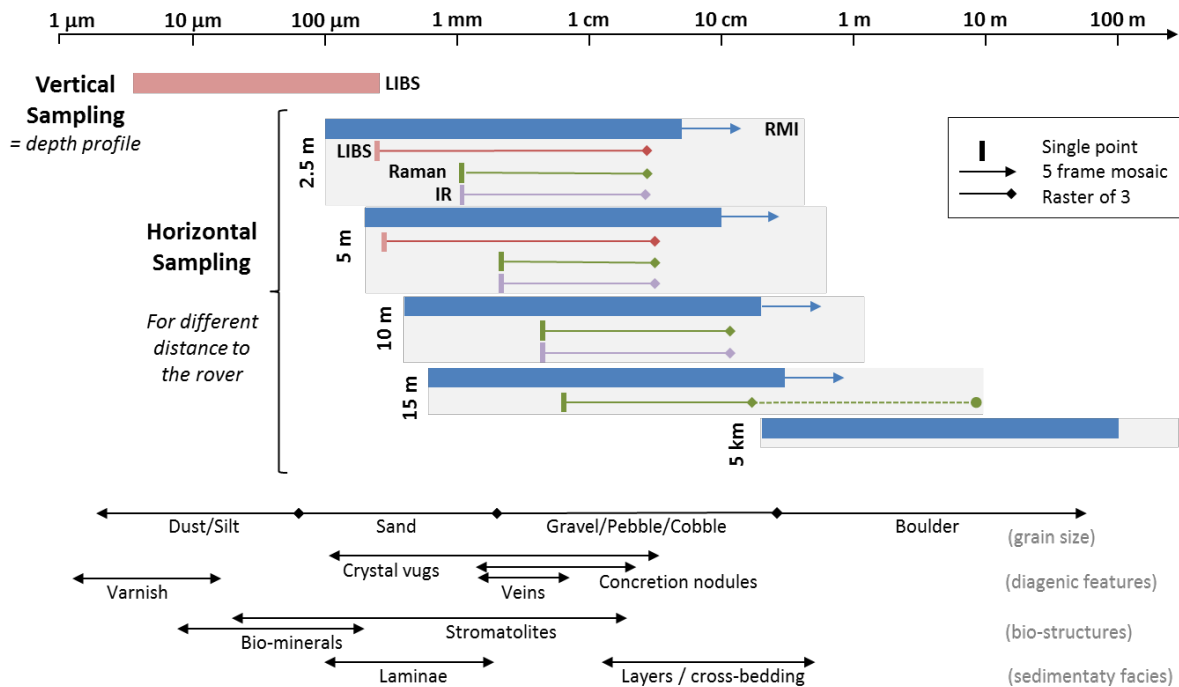 1 µm 10 µm 100 µm 1 mm 1 cm 10 cm 1 m 10 m 100 m
Vertical
Sampling
= depth profile
LIBS
2.5 m
RMI
LIBS
Raman
IR
Single point
5 frame mosaic
Raster of 3
Horizontal
Sampling
For different
distance to
the rover
5 m
10 m
15 m
5 km
Dust/Silt Sand Gravel/Pebble/Cobble Boulder (grain size)
Crystal vugs
Varnish Veins Concretion nodules (diagenic features)
Bio-minerals Stromatolites (bio-structures)
Laminae Layers / cross-bedding (sedimentaty facies)